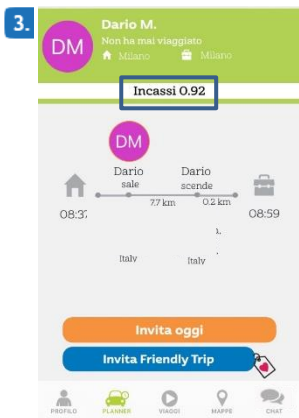 3.
DM
Dario M.
Non ha mai viaggiato
Milano Milano
Incassi 0.92
DM
Dario Dario
sale scende
7.7 km 0.2 km
08:37 08:59
Italy Italy
Invita oggi
Invita Friendly Trip
PROFILO PLANNER VIAGGI MAPPE CHAT